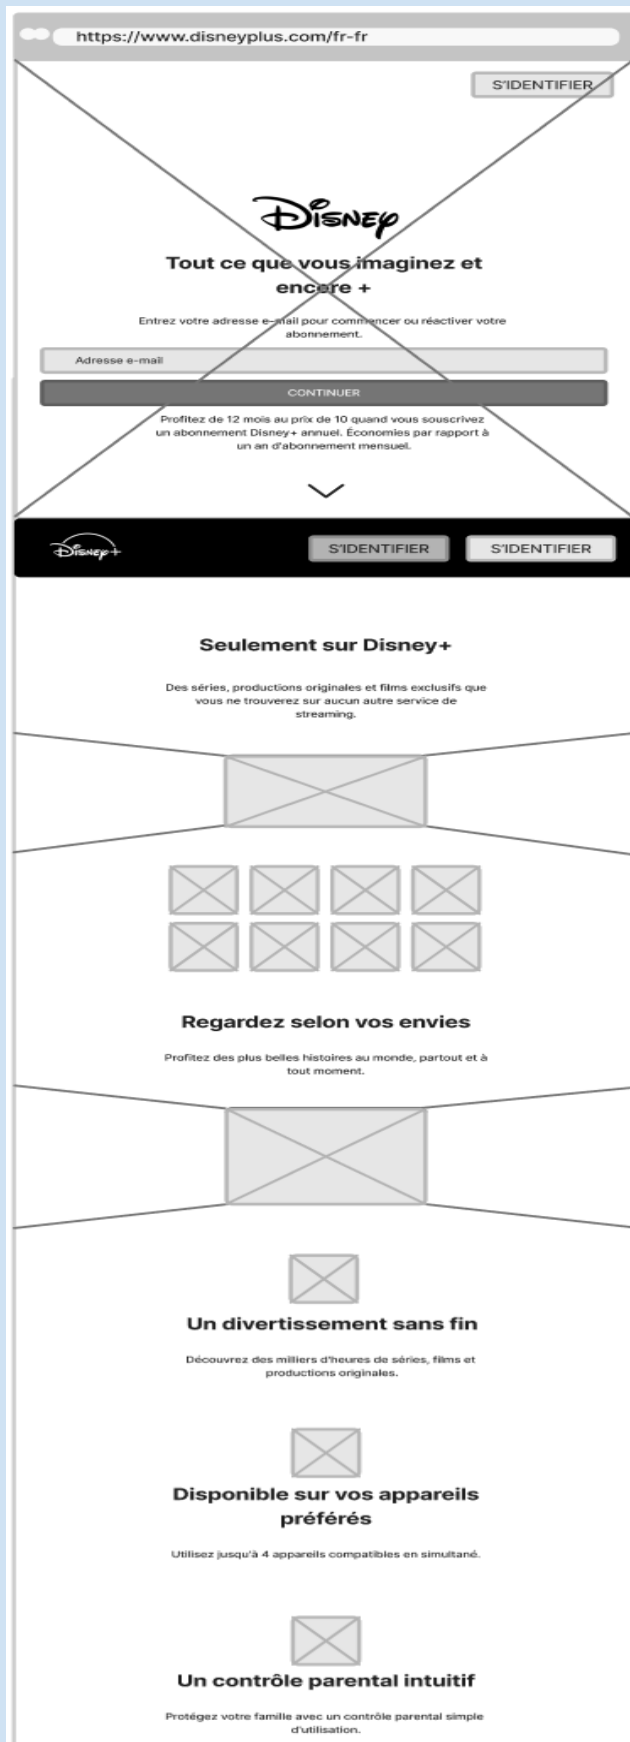 https://www.disneyplus.com/fr-fr
S'IDENTIFIER
Disney
Tout ce que vous imaginez et
encore +
Entrez votre adresse e-mail pour commencer ou réactiver votre
abonnement.
Adresse e-mail
CONTINUER
Profitez de 12 mois au prix de 10 quand vous souscrivez
un abonnement Disney+ annuel. Économies par rapport à
un an d'abonnement mensuel.
Disney+ S'IDENTIFIER S'IDENTIFIER
Seulement sur Disney+
Des séries, productions originales et films exclusifs que
vous ne trouverez sur aucun autre service de
streaming.
Regardez selon vos envies
Profitez des plus belles histoires au monde, partout et à
tout moment.
Un divertissement sans fin
Découvrez des milliers d'heures de séries, films et
productions originales.
Disponible sur vos appareils
préférés
Utilisez jusqu'à 4 appareils compatibles en simultané.
Un contrôle parental intuitif
Protégez votre famille avec un contrôle parental simple
d'utilisation.